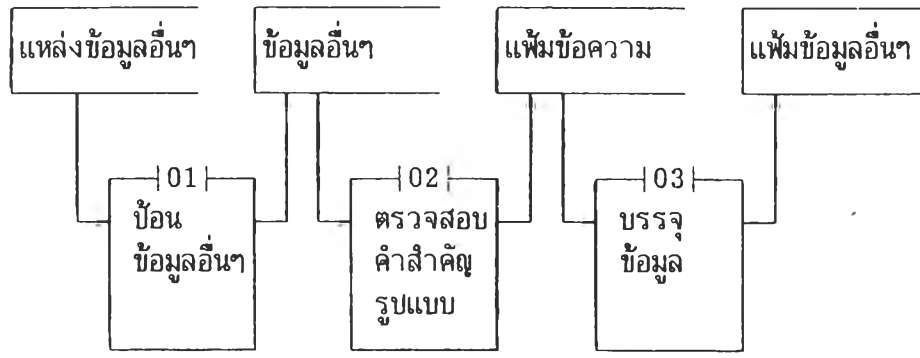 แหล่งข้อมูลอื่นๆ ข้อมูลอื่นๆ แฟ้มข้อความ แฟ้มข้อมูลอื่นๆ
01 02 03
ป้อน ตรวจสอบ บรรจุ
ข้อมูลอื่นๆ คำสำคัญ ข้อมูล
รูปแบบ